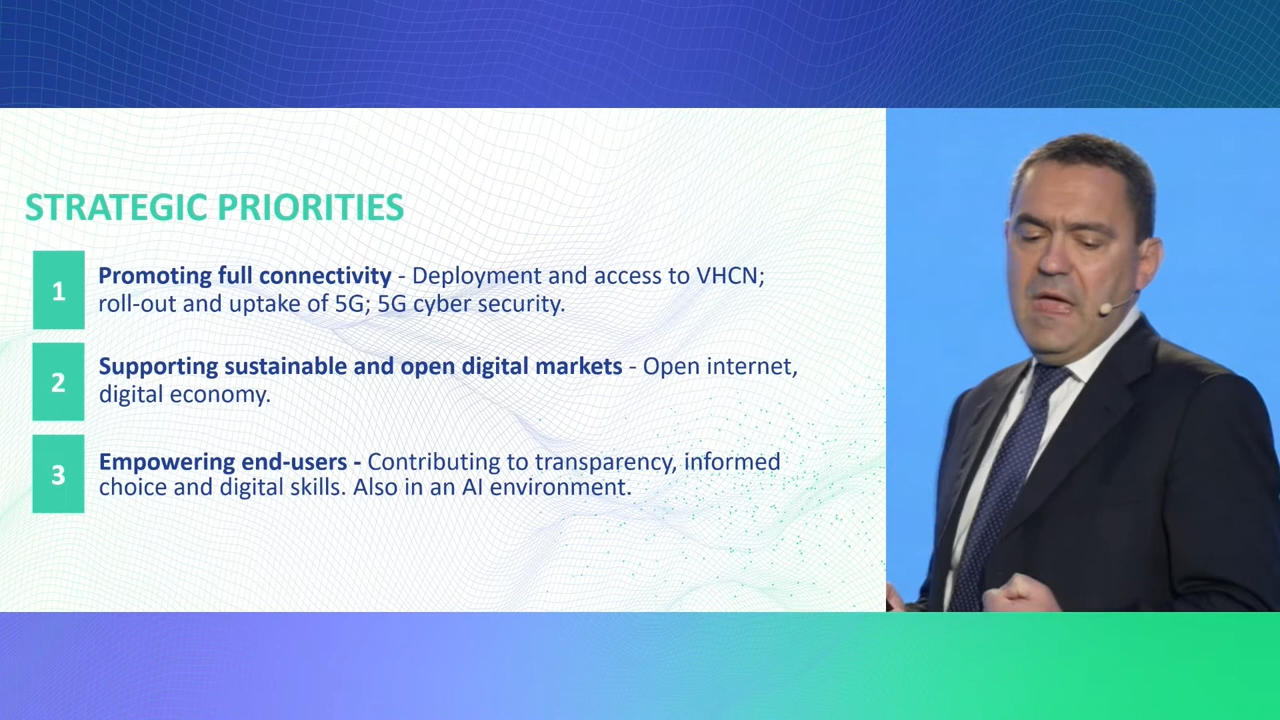 STRATEGIC PRIORITIES
1
Promoting full connectivity - Deployment and access to VHCN;
roll-out and uptake of 5G; 5G cyber security.
2
Supporting sustainable and open digital markets - Open internet,
digital economy.
3
Empowering end-users - Contributing to transparency, informed
choice and digital skills. Also in an AI environment.